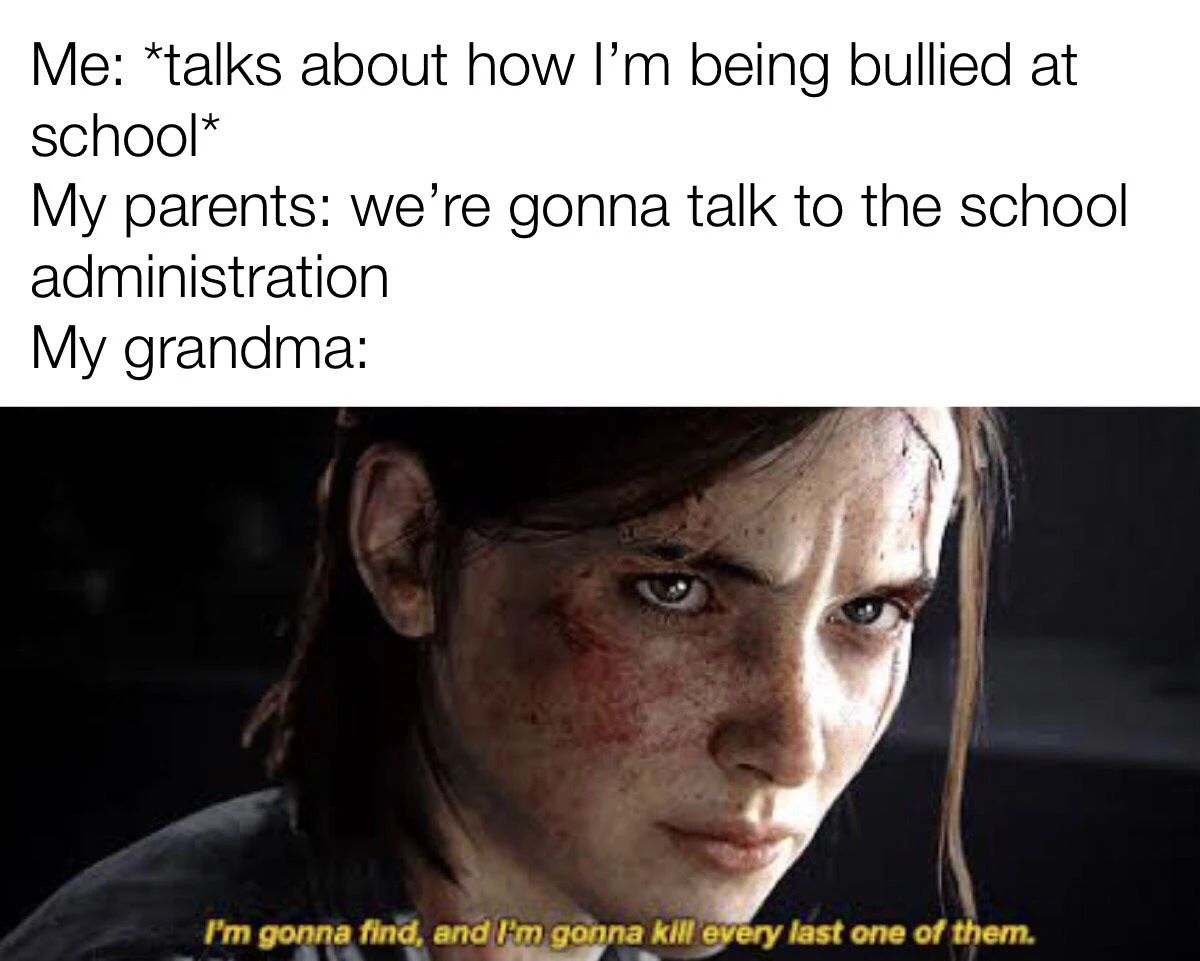 Me: *talks about how I’m being bullied at
school*
My parents: we’re gonna talk to the school
administration
My grandma:
I'm gonna find, and I'm gonna kill every last one of them.